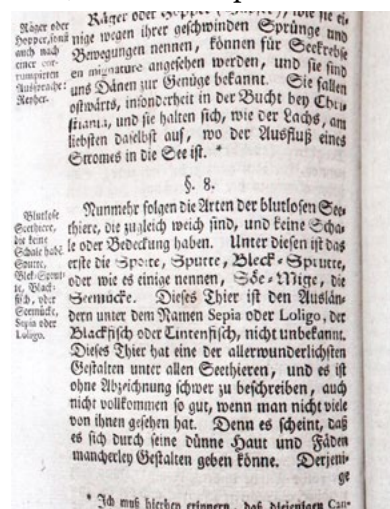 Räger oder
Hopper, sonst
auch nach
einer cor-
rumpirten
Aussprache:
Reyher.
Räger oder Hopper wie sie ei-
nige wegen ihrer geschwinden Sprünge und
Bewegungen nennen, können für Seekrebse
en mignature angesehen werden, und sie sind
uns Dänen zur Genüge bekannt. Sie fallen
ostwärts, insonderheit in der Bucht bey Chri-
stiania, und sie halten sich, wie der Lachs, am
liebsten daselbst auf, wo der Ausfluß eines
Stromes in die See ist. *
§. 8.
Blutlose
Seethiere,
die keine
Schale habē.
Sputte,
Bleck-Sprut-
te, Black-
fisch, oder
Seemücke,
Sepia oder
Loligo.
Nunmehr folgen die Arten der blutlosen See-
thiere, die zugleich weich sind, und keine Scha-
le oder Bedeckung haben. Unter diesen ist das
erste die Sprutte, Bleck-Sprutte,
oder wie es einige nennen, Söe-Mige, die
Seemücke. Dieses Thier ist den Auslän-
dern unter dem Namen Sepia oder Loligo, der
Blackfisch oder Tintenfisch, nicht unbekannt.
Dieses Thier hat eine der allerwunderlichsten
Gestalten unter allen Seethieren, und es ist
ohne Abzeichnung schwer zu beschreiben, auch
nicht vollkommen so gut, wenn man nicht viele
von ihnen gesehen hat. Denn es scheint, daß
es sich durch seine dünne Haut und Fäden
mancherley Gestalten geben könne. Derjeni-
ge
* Ich muß hierbey erinnern, daß diejenigen Can-